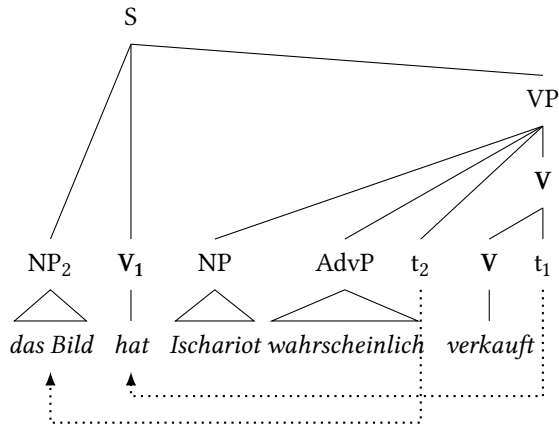 S
VP
V
NP₂ V₁ NP AdvP t₂ V t₁
das Bild hat Ischariot wahrscheinlich verkauft